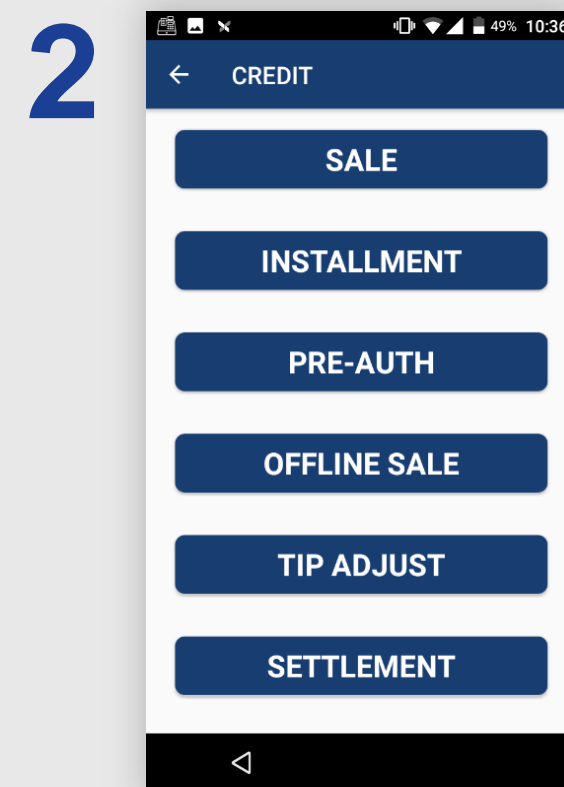 2
49% 10:36
CREDIT
SALE
INSTALLMENT
PRE-AUTH
OFFLINE SALE
TIP ADJUST
SETTLEMENT